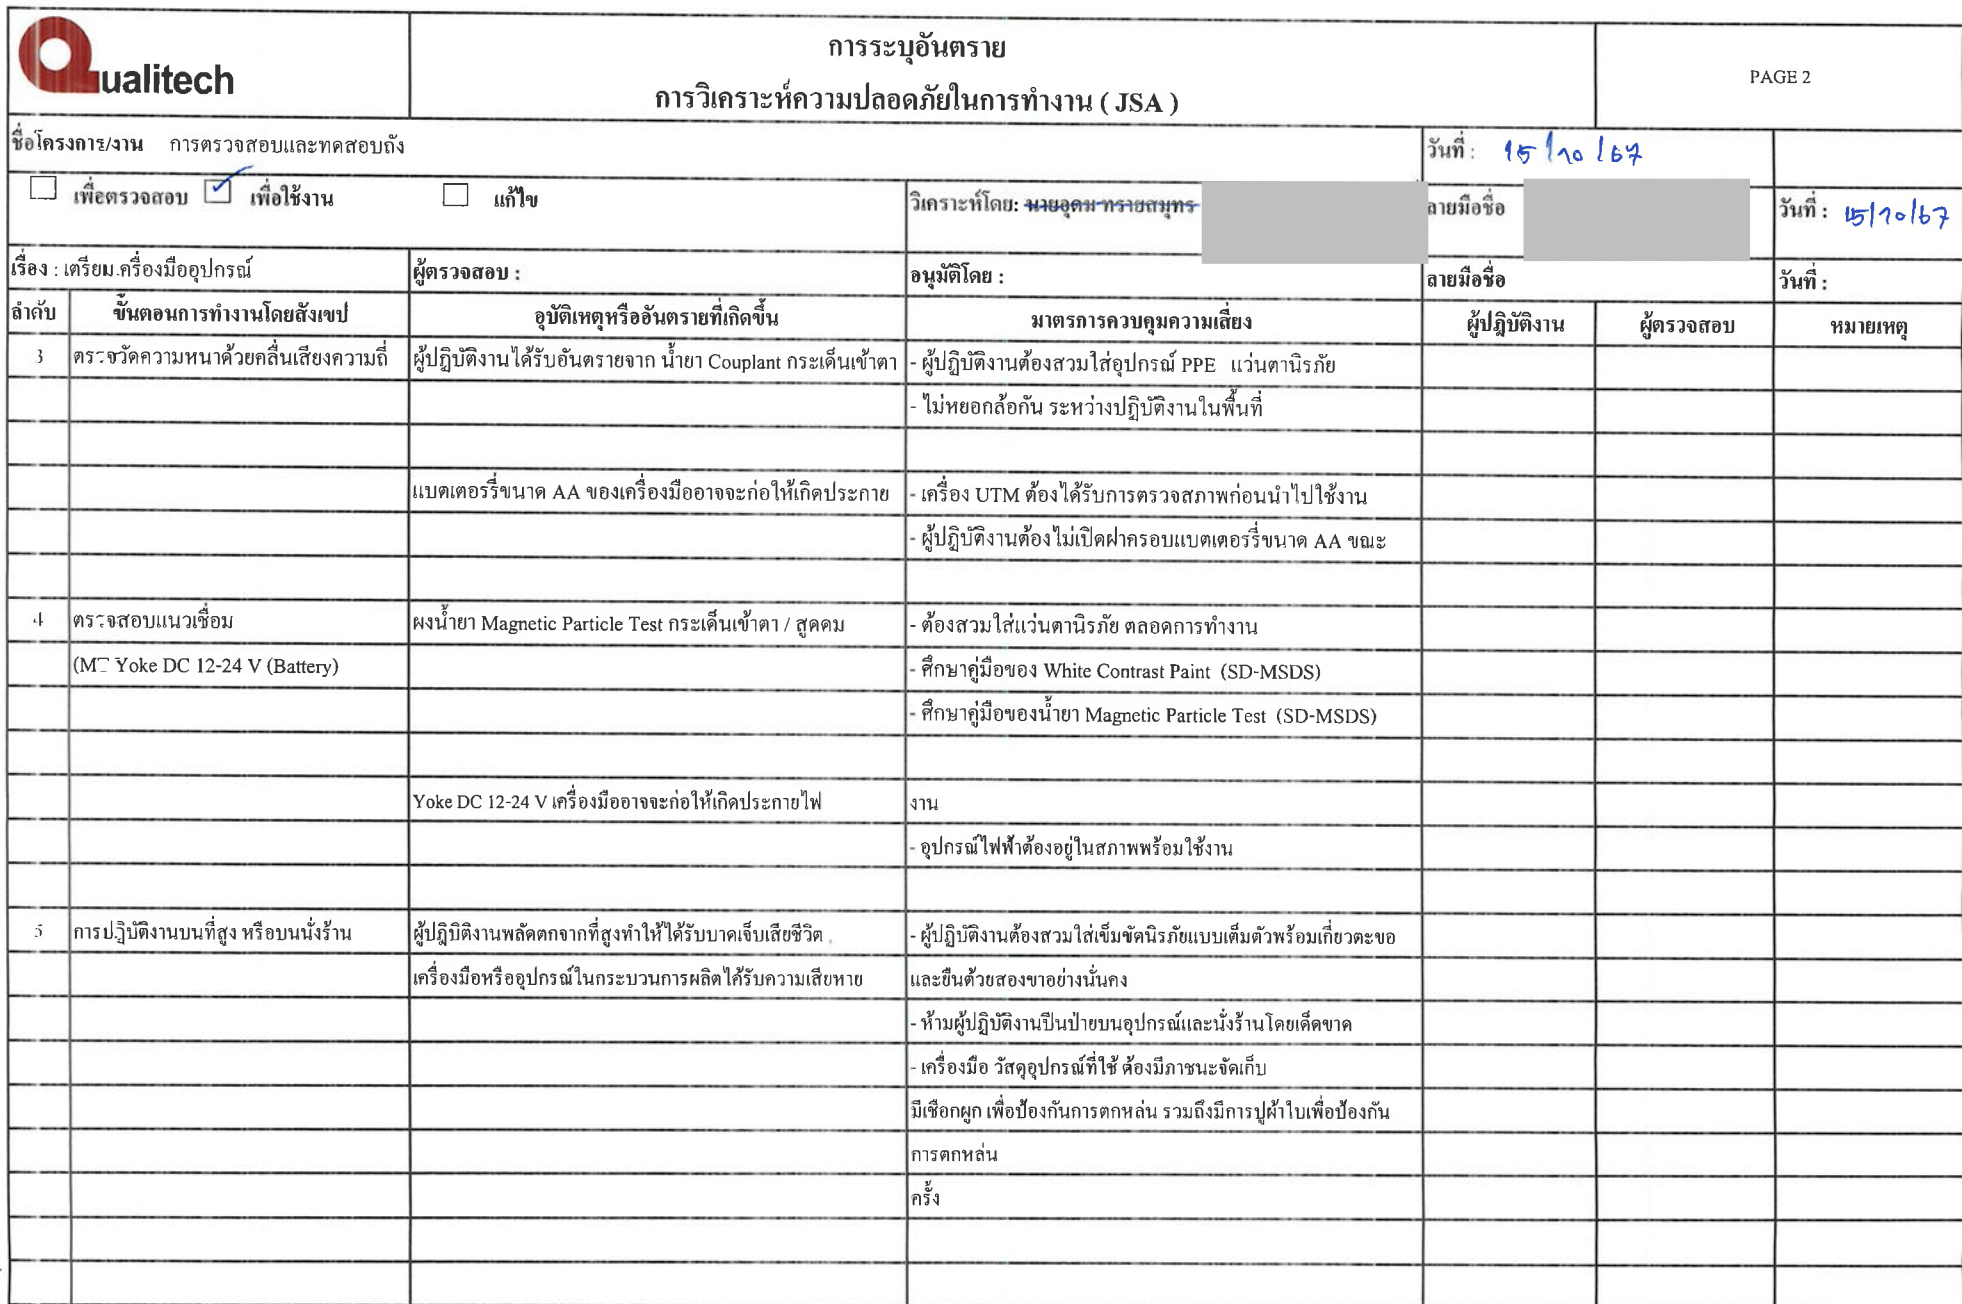 Qualitech
การระบุอันตราย
การวิเคราะห์ความปลอดภัยในการทำงาน ( JSA )
PAGE 2
ชื่อโครงการ/งาน การตรวจสอบและทดสอบถัง
วันที่ : 15/10/67
เพื่อตรวจสอบ เพื่อใช้งาน แก้ไข
วิเคราะห์โดย: นายอุดม ทรายสมุทร
ลายมือชื่อ
วันที่ : 15/10/67
เรื่อง : เตรียม.ครื่องมืออุปกรณ์
ผู้ตรวจสอบ :
อนุมัติโดย :
ลายมือชื่อ
วันที่ :
ลำดับ ขั้นตอนการทำงานโดยสังเขป อุบัติเหตุหรืออันตรายที่เกิดขึ้น มาตรการควบคุมความเสี่ยง ผู้ปฏิบัติงาน ผู้ตรวจสอบ หมายเหตุ
3 ตรวจวัดความหนาด้วยคลื่นเสียงความถี่ ผู้ปฏิบัติงานได้รับอันตรายจาก น้ำยา Couplant กระเด็นเข้าตา - ผู้ปฏิบัติงานต้องสวมใส่อุปกรณ์ PPE แว่นตานิรภัย
- ไม่หยอกล้อกัน ระหว่างปฏิบัติงานในพื้นที่
แบตเตอร์รี่ขนาด AA ของเครื่องมืออาจจะก่อให้เกิดประกาย - เครื่อง UTM ต้องได้รับการตรวจสภาพก่อนนำไปใช้งาน
- ผู้ปฏิบัติงานต้องไม่เปิดฝาครอบแบตเตอร์รี่ขนาด AA ขณะ
4 ตรวจสอบแนวเชื่อม ผงน้ำยา Magnetic Particle Test กระเด็นเข้าตา / สูดดม - ต้องสวมใส่แว่นตานิรภัย ตลอดการทำงาน
(MT Yoke DC 12-24 V (Battery) - ศึกษาคู่มือของ White Contrast Paint (SD-MSDS)
- ศึกษาคู่มือของน้ำยา Magnetic Particle Test (SD-MSDS)
Yoke DC 12-24 V เครื่องมืออาจจะก่อให้เกิดประกายไฟ งาน
- อุปกรณ์ไฟฟ้าต้องอยู่ในสภาพพร้อมใช้งาน
5 การปฏิบัติงานบนที่สูง หรือบนนั่งร้าน ผู้ปฏิบิติงานพลัดตกจากที่สูงทำให้ได้รับบาดเจ็บเสียชีวิต - ผู้ปฏิบัติงานต้องสวมใส่เข็มขัดนิรภัยแบบเต็มตัวพร้อมเกี่ยวตะขอ
เครื่องมือหรืออุปกรณ์ในกระบวนการผลิตได้รับความเสียหาย และยืนด้วยสองขาอย่างนั่นคง
- ห้ามผู้ปฏิบัติงานปีนป่ายบนอุปกรณ์และนั่งร้านโดยเด็ดขาด
- เครื่องมือ วัสดุอุปกรณ์ที่ใช้ ต้องมีภาชนะจัดเก็บ
มีเชือกผูก เพื่อป้องกันการตกหล่น รวมถึงมีการปูผ้าใบเพื่อป้องกัน
การตกหล่น
ครั้ง